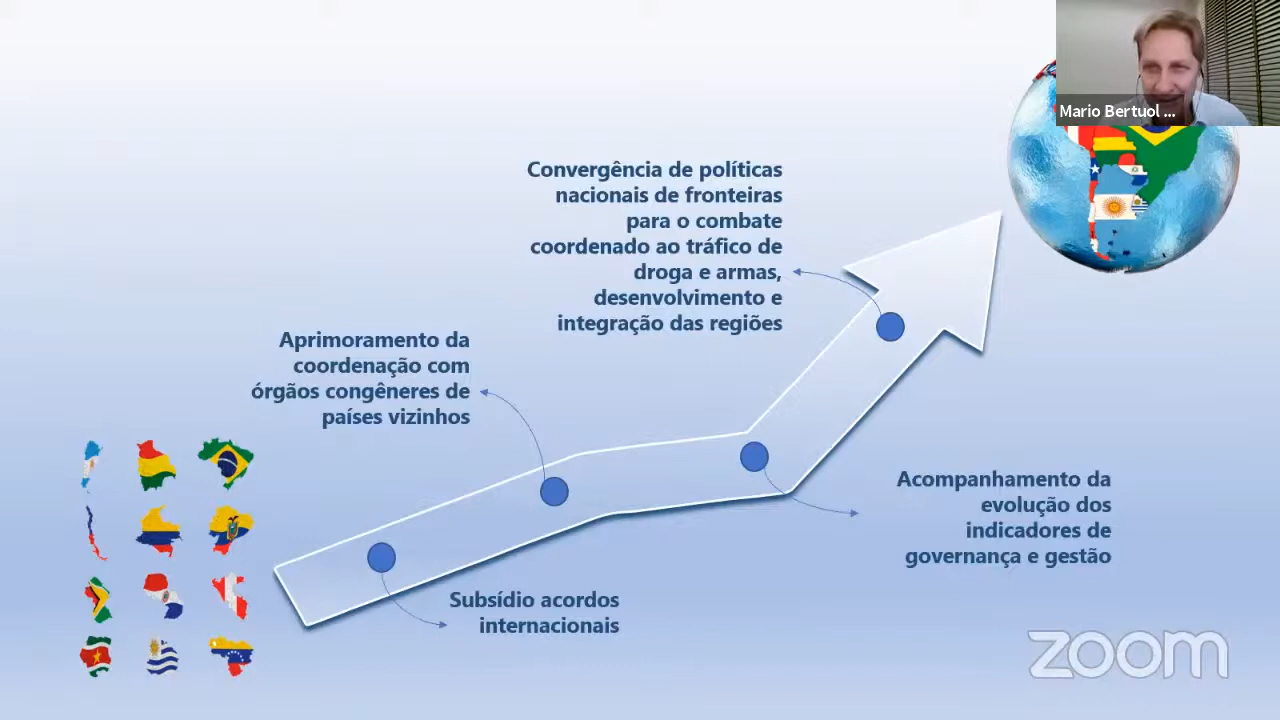 Mario Bertuol ...
Convergência de políticas
nacionais de fronteiras
para o combate
coordenado ao tráfico de
droga e armas,
desenvolvimento e
integração das regiões
Aprimoramento da
coordenação com
órgãos congêneres de
países vizinhos
Acompanhamento da
evolução dos
indicadores de
governança e gestão
Subsídio acordos
internacionais
zoom